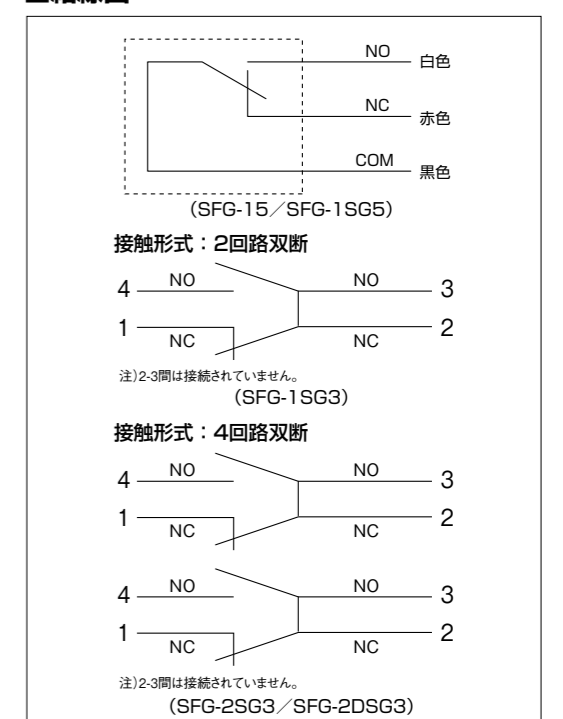 NO 白色
NC 赤色
COM 黒色
(SFG-15／SFG-1SG5)
接触形式：2回路双断
4 NO NO 3
1 NC NC 2
注)2-3間は接続されていません。
(SFG-1SG3)
接触形式：4回路双断
4 NO NO 3
1 NC NC 2
4 NO NO 3
1 NC NC 2
注)2-3間は接続されていません。
(SFG-2SG3／SFG-2DSG3)